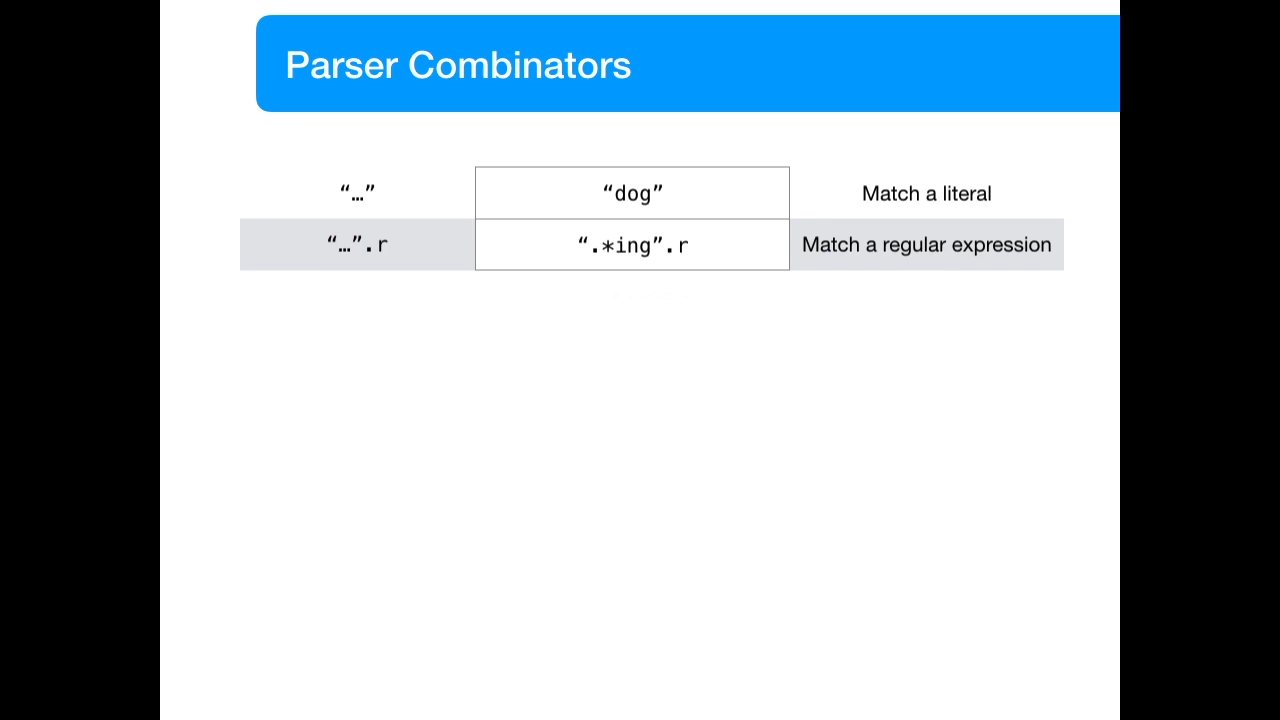 Parser Combinators
“…” “dog” Match a literal
“…”.r “.*ing”.r Match a regular expression